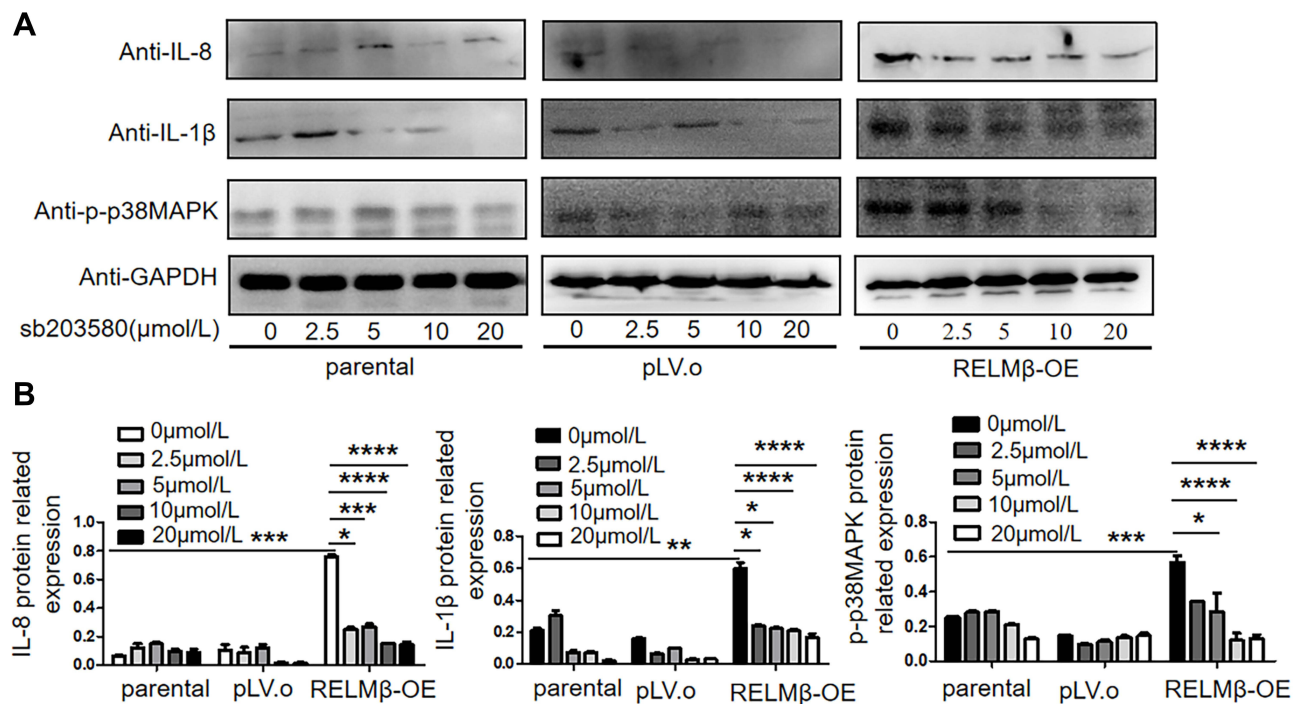 A
Anti-IL-8
Anti-IL-1β
Anti-p-p38MAPK
Anti-GAPDH
sb203580(μmol/L) 0 2.5 5 10 20 0 2.5 5 10 20 0 2.5 5 10 20
parental pLV.o RELMβ-OE
B
IL-8 protein related
expression
0μmol/L
2.5μmol/L
5μmol/L
10μmol/L
20μmol/L
****
****
***
*
***
0.8
0.6
0.4
0.2
0.0
parental pLV.o RELMβ-OE
IL-1β protein related
expression
0μmol/L
2.5μmol/L
5μmol/L
10μmol/L
20μmol/L
****
****
*
*
**
0.8
0.6
0.4
0.2
0.0
parental pLV.o RELMβ-OE
p-p38MAPK protein
related expression
0μmol/L
2.5μmol/L
5μmol/L
10μmol/L
20μmol/L
****
****
*
***
0.8
0.6
0.4
0.2
0.0
parental pLV.o RELMβ-OE